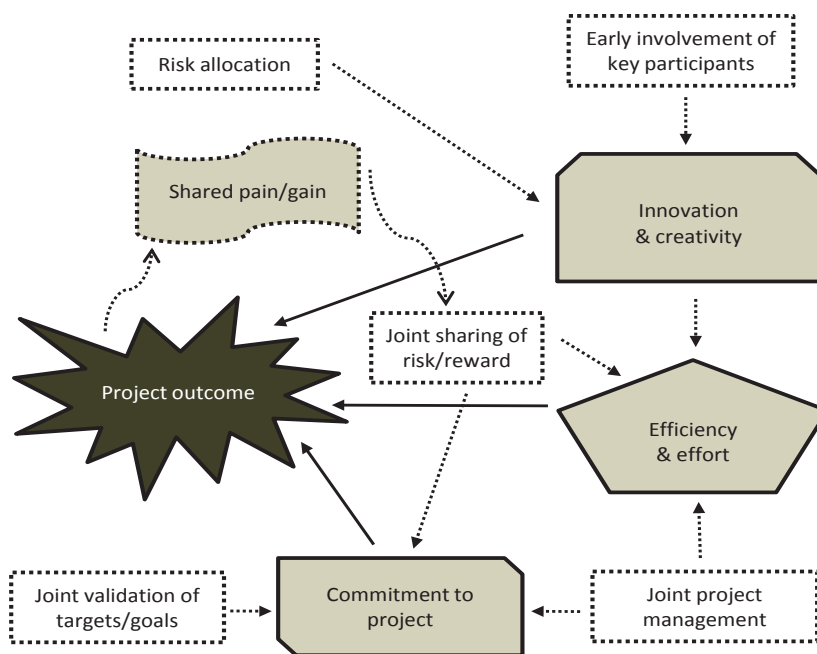 Risk allocation
Early involvement of
key participants
Shared pain/gain
Innovation
& creativity
Joint sharing of
risk/reward
Project outcome
Efficiency
& effort
Joint validation of
targets/goals
Commitment to
project
Joint project
management